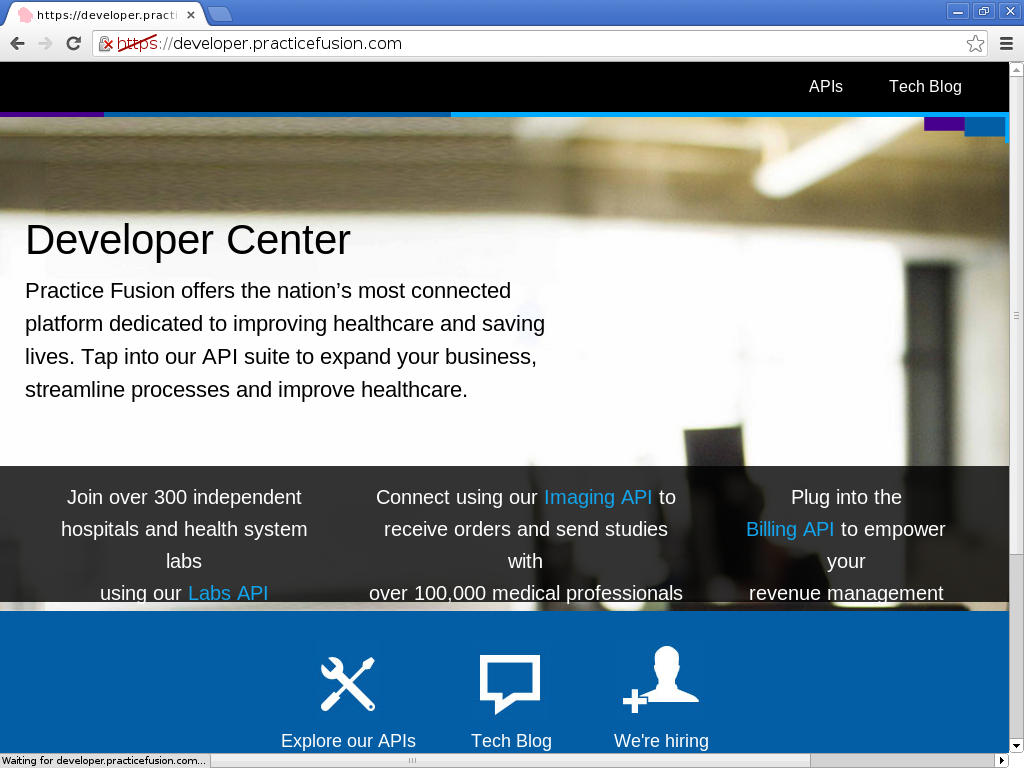 https://developer.practi
https://developer.practicefusion.com
APIs
Tech Blog
Developer Center
Practice Fusion offers the nation’s most connected
platform dedicated to improving healthcare and saving
lives. Tap into our API suite to expand your business,
streamline processes and improve healthcare.
Join over 300 independent
hospitals and health system
labs
using our Labs API
Connect using our Imaging API to
receive orders and send studies
with
over 100,000 medical professionals
Plug into the
Billing API to empower
your
revenue management
Explore our APIs
Tech Blog
We're hiring
Waiting for developer.practicefusion.com...